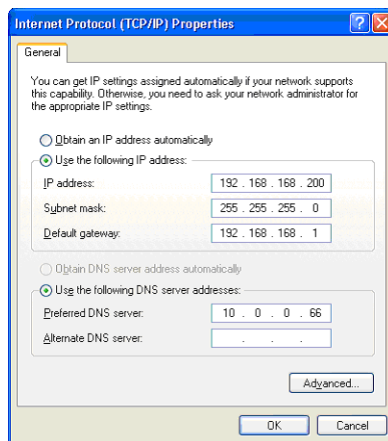 Internet Protocol (TCP/IP) Properties
General
You can get IP settings assigned automatically if your network supports
this capability. Otherwise, you need to ask your network administrator for
the appropriate IP settings.
Obtain an IP address automatically
Use the following IP address:
IP address: 192 . 168 . 168 . 200
Subnet mask: 255 . 255 . 255 . 0
Default gateway: 192 . 168 . 168 . 1
Obtain DNS server address automatically
Use the following DNS server addresses:
Preferred DNS server: 10 . 0 . 0 . 66
Alternate DNS server: . . .
Advanced...
OK Cancel